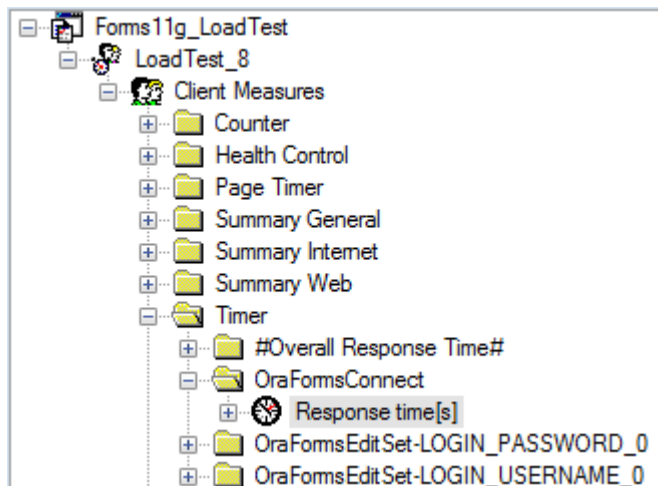 Forms11g_LoadTest
LoadTest_8
Client Measures
Counter
Health Control
Page Timer
Summary General
Summary Internet
Summary Web
Timer
#Overall Response Time#
OraFormsConnect
Response time[s]
OraFormsEditSet-LOGIN_PASSWORD_0
OraFormsEditSet-LOGIN_USERNAME_0